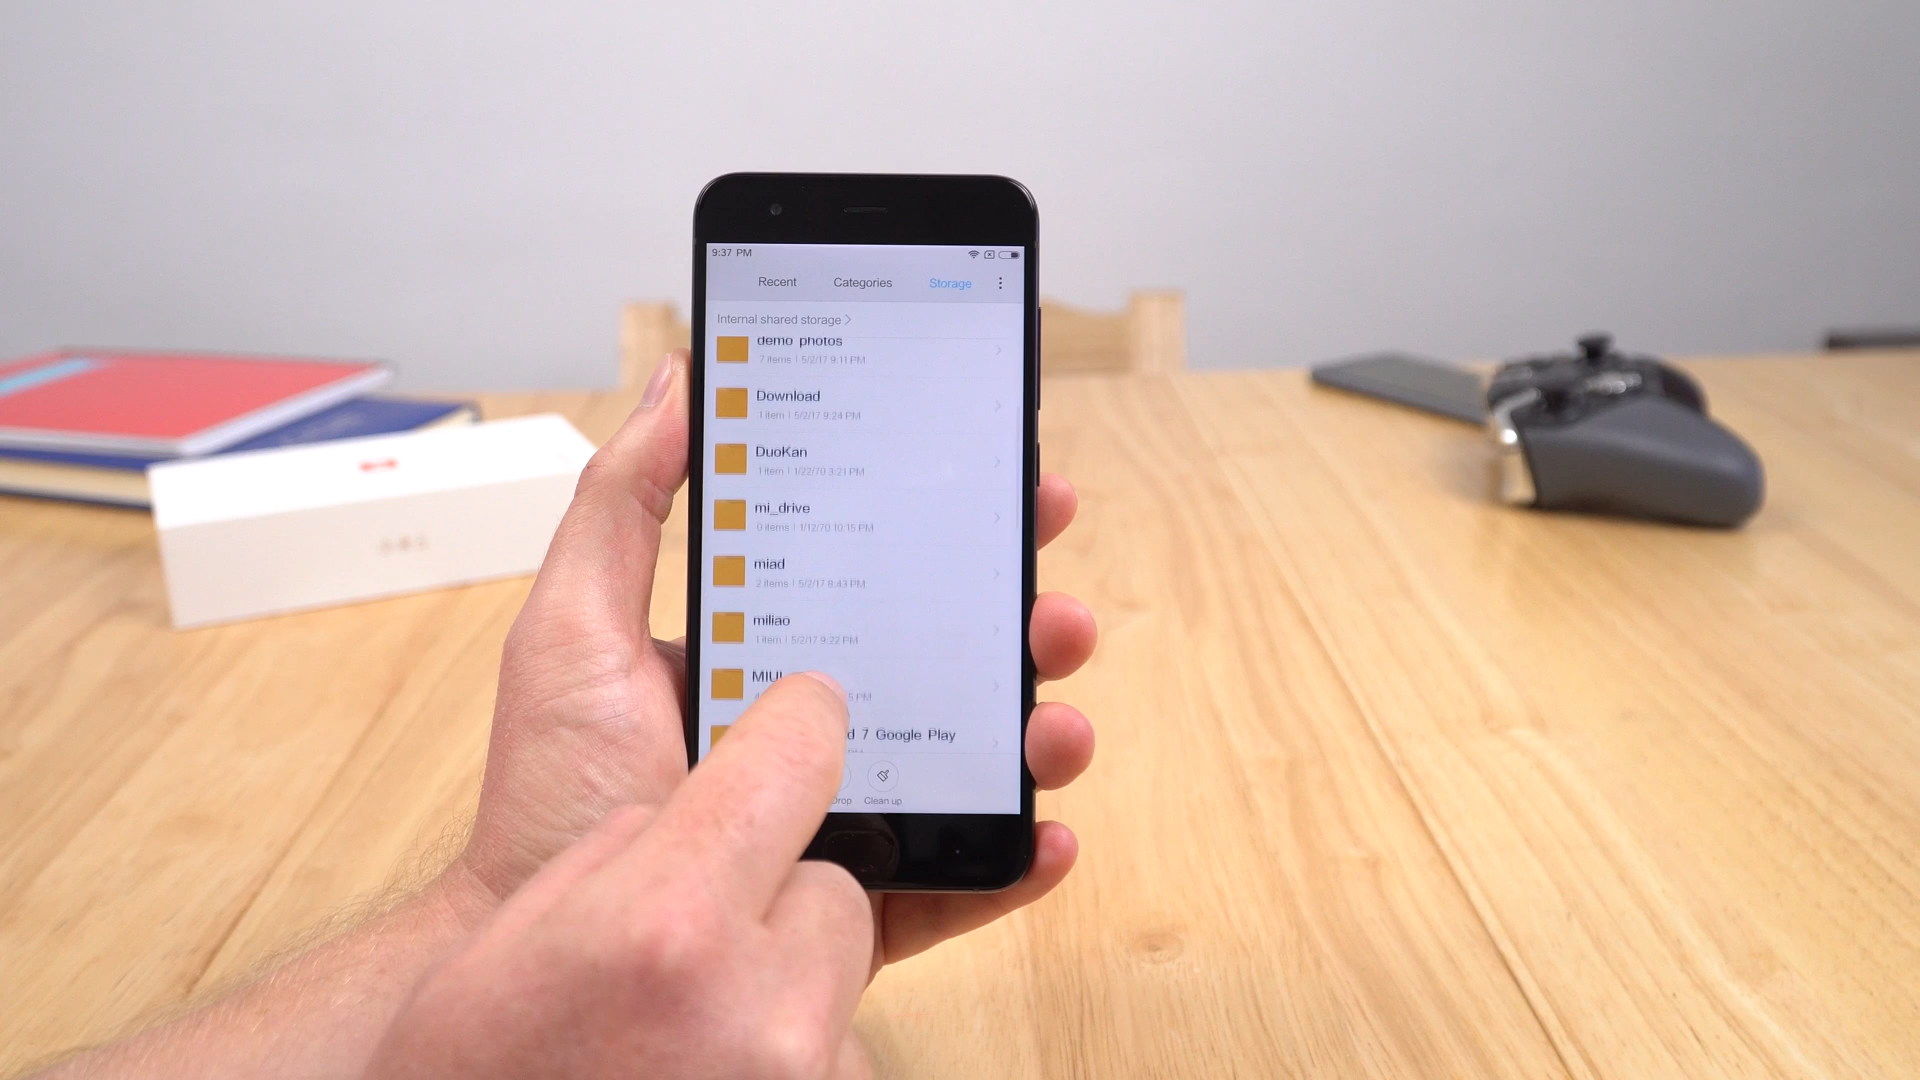 9:37 PM
Recent Categories Storage
Internal shared storage
demo photos
7 items | 5/2/17 9:11 PM
Download
1 item | 5/2/17 9:24 PM
DuoKan
1 item | 1/22/70 3:21 PM
mi_drive
0 items | 1/12/70 10:15 PM
miad
2 items | 5/2/17 8:43 PM
miliao
1 item | 5/2/17 9:22 PM
MIUI
PM
7 Google Play
Drop Clean up